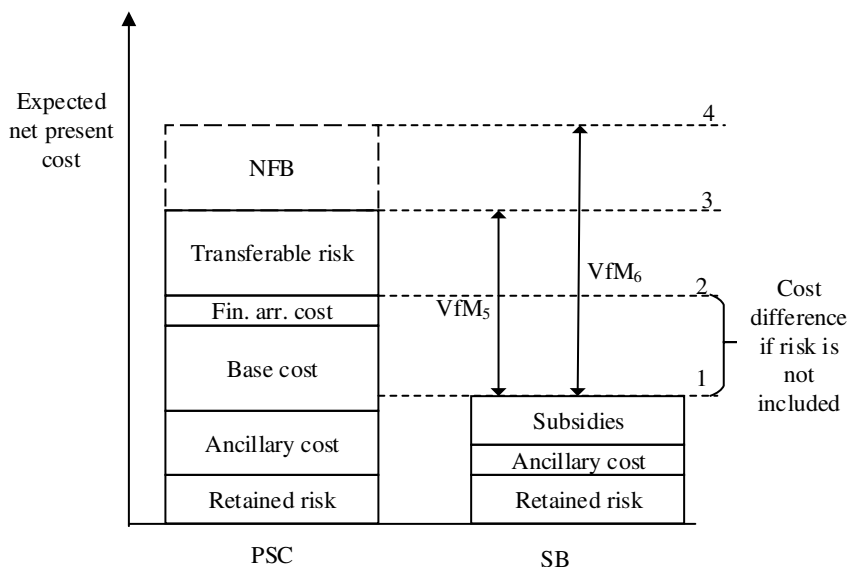 Expected
net present
cost
4
NFB
3
Transferable risk
VfM6
2
Fin. arr. cost
VfM5
Cost
difference
if risk is
not
included
Base cost
1
Subsidies
Ancillary cost
Ancillary cost
Retained risk
Retained risk
PSC
SB